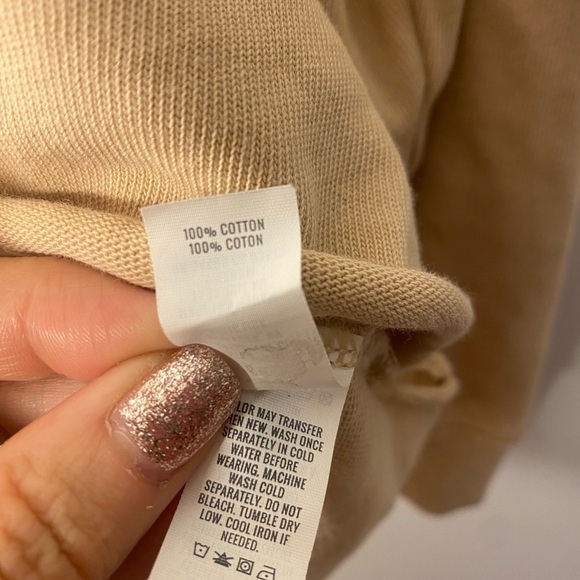 100% COTTON
100% COTON
MAY TRANSFER
NEW. WASH ONCE
SEPARATELY IN COLD
WATER BEFORE
WEARING. MACHINE
WASH COLD
SEPARATELY. DO NOT
BLEACH. TUMBLE DRY
LOW. COOL IRON IF
NEEDED.